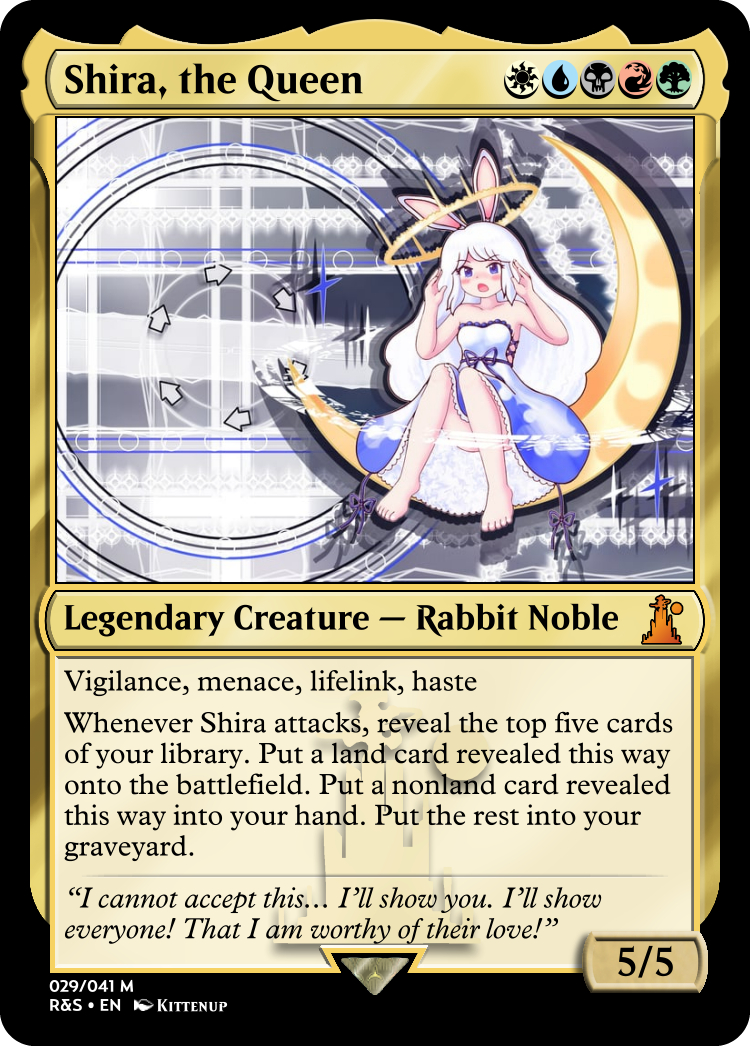 Shira, the Queen
Legendary Creature — Rabbit Noble
Vigilance, menace, lifelink, haste
Whenever Shira attacks, reveal the top five cards
of your library. Put a land card revealed this way
onto the battlefield. Put a nonland card revealed
this way into your hand. Put the rest into your
graveyard.
“I cannot accept this… I’ll show you. I’ll show
everyone! That I am worthy of their love!”
5/5
029/041 M
R&S • EN Kittenup